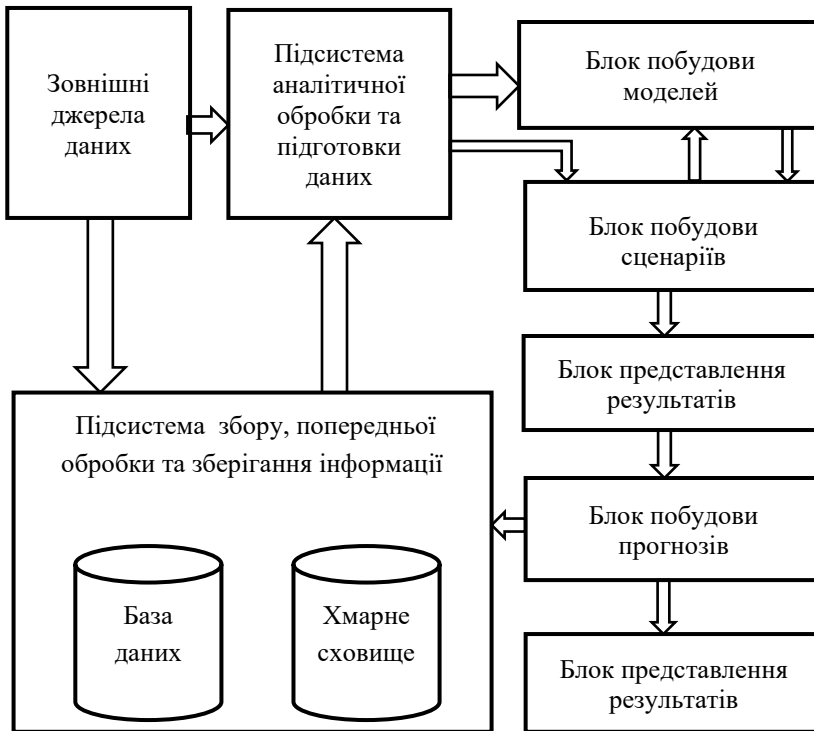 Зовнішні
джерела
даних
Підсистема
аналітичної
обробки та
підготовки
даних
Блок побудови
моделей
Блок побудови
сценаріїв
Блок представлення
результатів
Підсистема збору, попередньої
обробки та зберігання інформації
База
даних
Хмарне
сховище
Блок побудови
прогнозів
Блок представлення
результатів